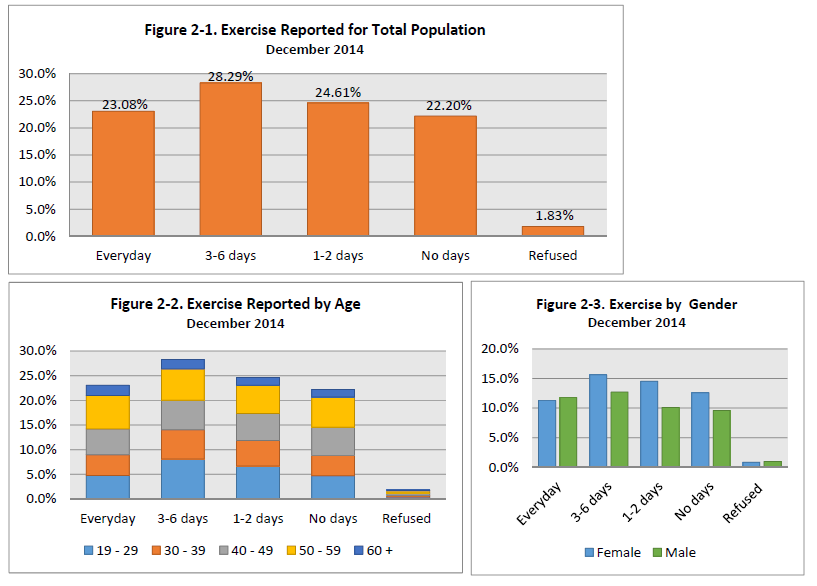 Figure 2-1. Exercise Reported for Total Population
December 2014
30.0%
25.0%
20.0%
15.0%
10.0%
5.0%
0.0%
23.08%
28.29%
24.61%
22.20%
1.83%
Everyday 3-6 days 1-2 days No days Refused
Figure 2-2. Exercise Reported by Age
December 2014
30.0%
25.0%
20.0%
15.0%
10.0%
5.0%
0.0%
Everyday 3-6 days 1-2 days No days Refused
19 - 29 30 - 39 40 - 49 50 - 59 60 +
Figure 2-3. Exercise by Gender
December 2014
20.0%
15.0%
10.0%
5.0%
0.0%
Everyday 3-6 days 1-2 days No days Refused
Female Male